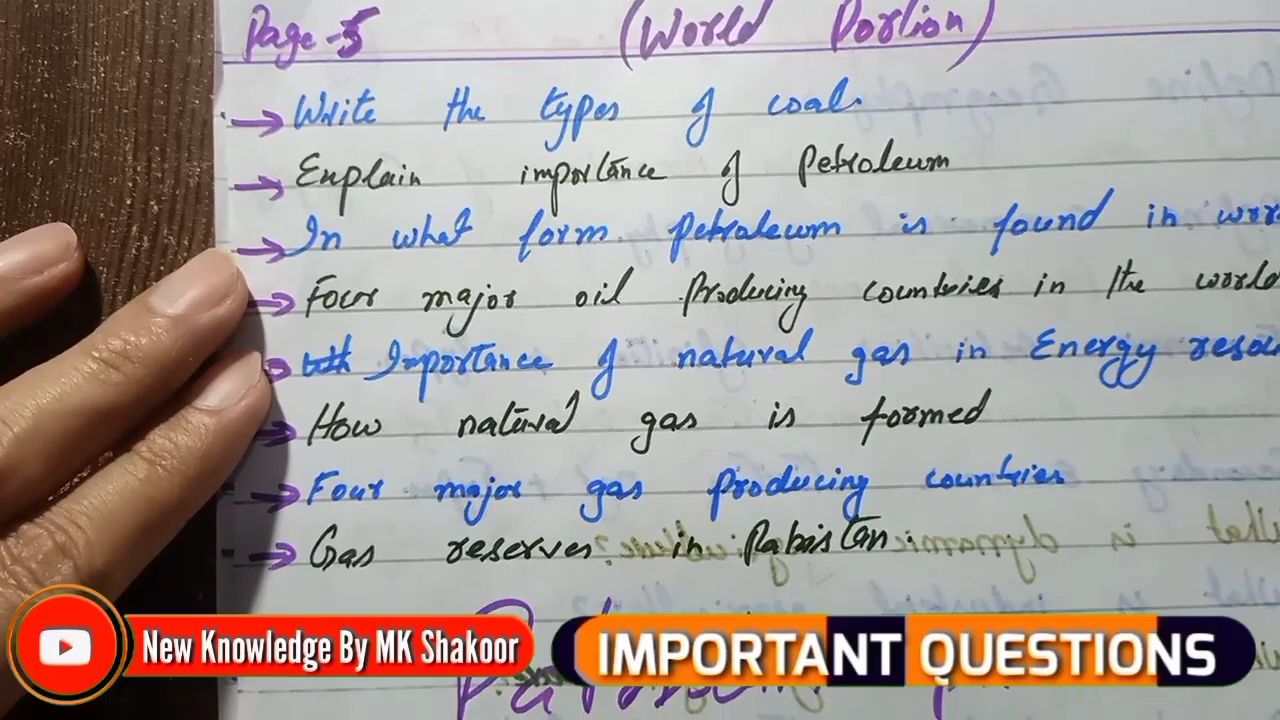 Page-5 (World Portion)
→ Write the types of coal.
→ Explain importance of Petroleum
→ In what form petroleum is found in
→ Four major oil Producing countries in the world
Importance of natural gas in Energy
→ How natural gas is formed
→ Four major gas producing countries
→ Gas reserves in Pakistan.
New Knowledge By MK Shakoor
IMPORTANT QUESTIONS